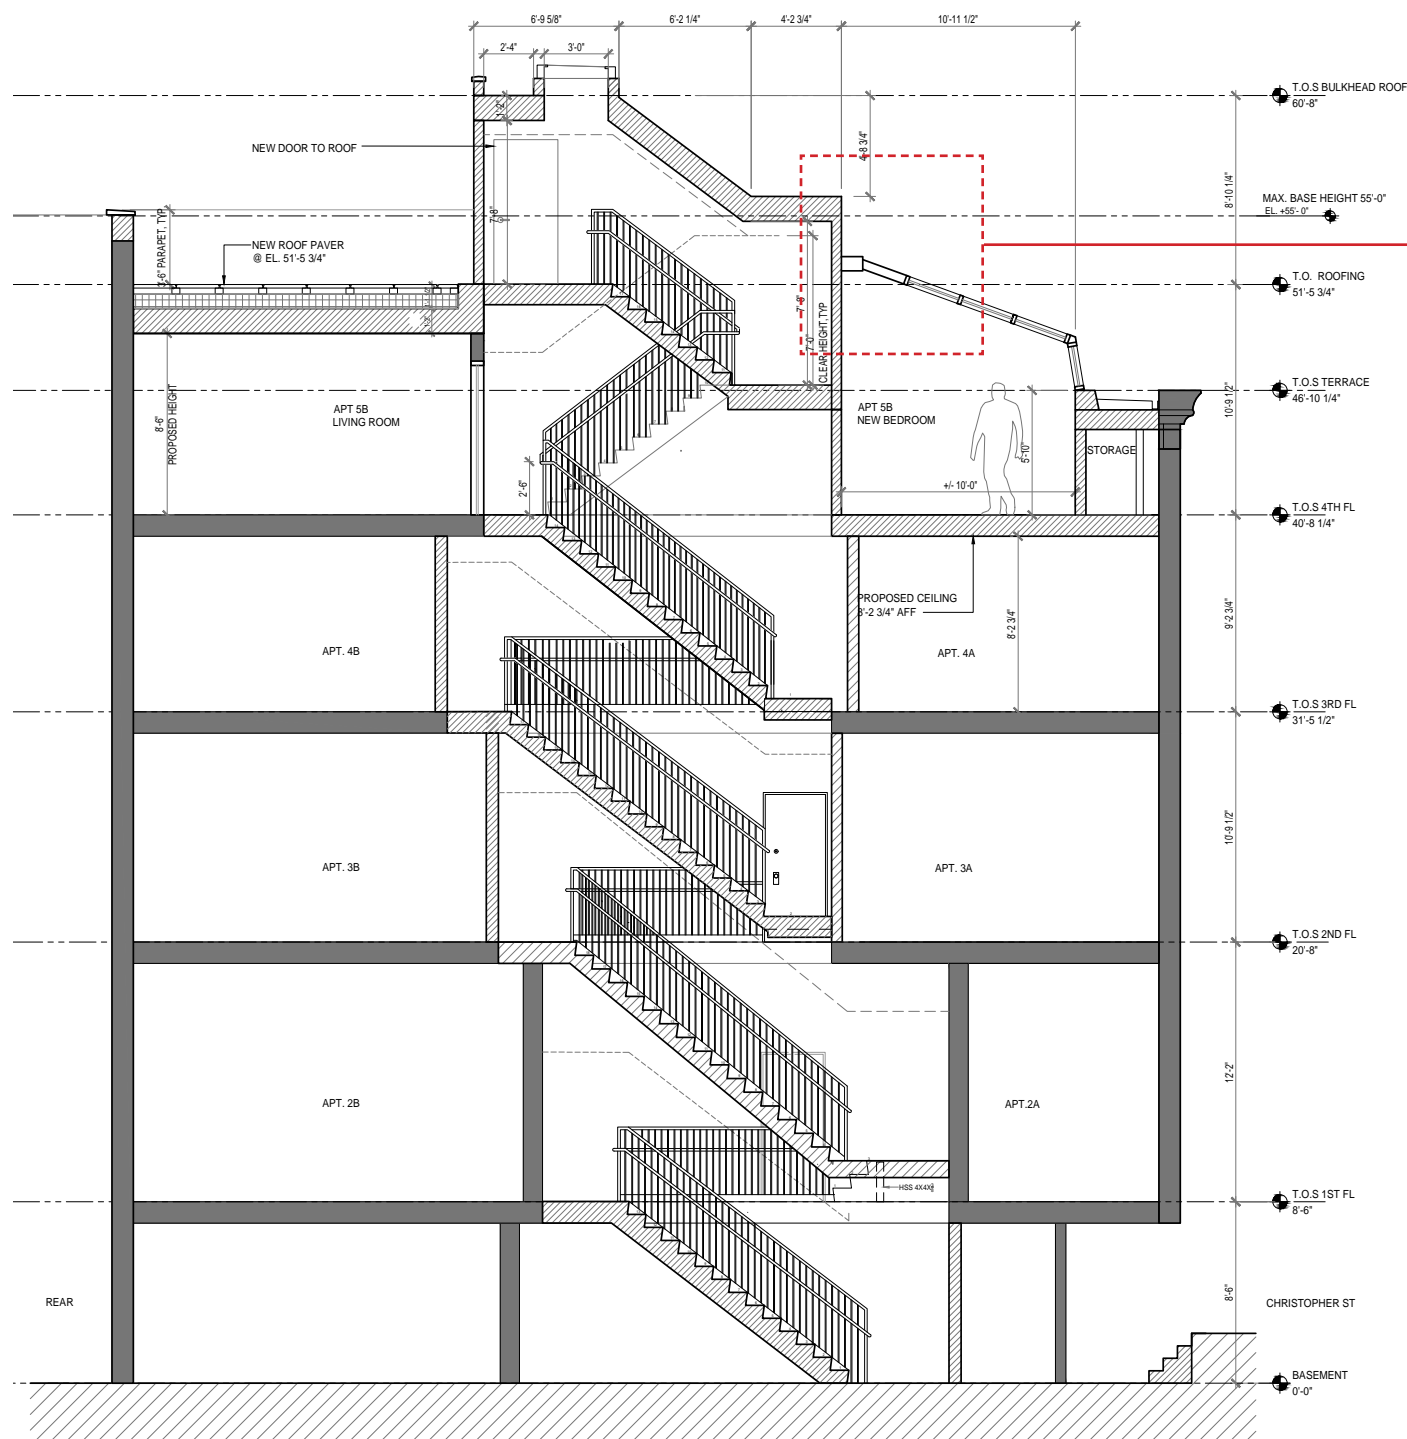 6'-9 5/8"
6'-2 1/4"
4'-2 3/4"
10'-11 1/2"
2'-4"
3'-0"
T.O.S BULKHEAD ROOF
60'-8"
1'-2"
4'-8 3/4"
NEW DOOR TO ROOF
8'-10 1/4"
MAX. BASE HEIGHT 55'-0"
EL. +55'- 0"
7'-8"
3'-6" PARAPET, TYP
NEW ROOF PAVER
@ EL. 51'-5 3/4"
T.O. ROOFING
51'-5 3/4"
1'-2"
7'-0"
CLEAR HEIGHT, TYP
T.O.S TERRACE
46'-10 1/4"
10'-9 1/2"
8'-6"
PROPOSED HEIGHT
APT 5B
LIVING ROOM
APT 5B
NEW BEDROOM
5'-10"
STORAGE
2'-6"
+/- 10'-0"
T.O.S 4TH FL
40'-8 1/4"
PROPOSED CEILING
8'-2 3/4" AFF
8'-2 3/4"
9'-2 3/4"
APT. 4B
APT. 4A
T.O.S 3RD FL
31'-5 1/2"
10'-9 1/2"
APT. 3B
APT. 3A
T.O.S 2ND FL
20'-8"
12'-2"
APT. 2B
APT.2A
HSS 4X4X
T.O.S 1ST FL
8'-6"
8'-6"
REAR
CHRISTOPHER ST
BASEMENT
0'-0"